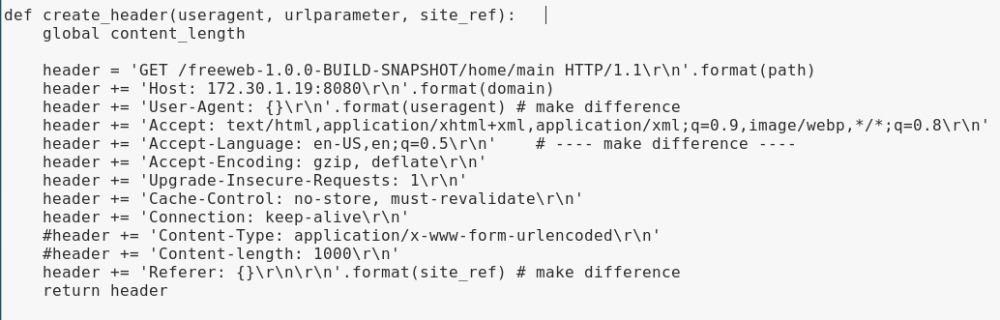 def create_header(useragent, urlparameter, site_ref):
    global content_length

    header = 'GET /freeweb-1.0.0-BUILD-SNAPSHOT/home/main HTTP/1.1\r\n'.format(path)
    header += 'Host: 172.30.1.19:8080\r\n'.format(domain)
    header += 'User-Agent: {}\r\n'.format(useragent) # make difference
    header += 'Accept: text/html,application/xhtml+xml,application/xml;q=0.9,image/webp,*/*;q=0.8\r\n'
    header += 'Accept-Language: en-US,en;q=0.5\r\n'    # ---- make difference ----
    header += 'Accept-Encoding: gzip, deflate\r\n'
    header += 'Upgrade-Insecure-Requests: 1\r\n'
    header += 'Cache-Control: no-store, must-revalidate\r\n'
    header += 'Connection: keep-alive\r\n'
    #header += 'Content-Type: application/x-www-form-urlencoded\r\n'
    #header += 'Content-length: 1000\r\n'
    header += 'Referer: {}\r\n\r\n'.format(site_ref) # make difference
    return header